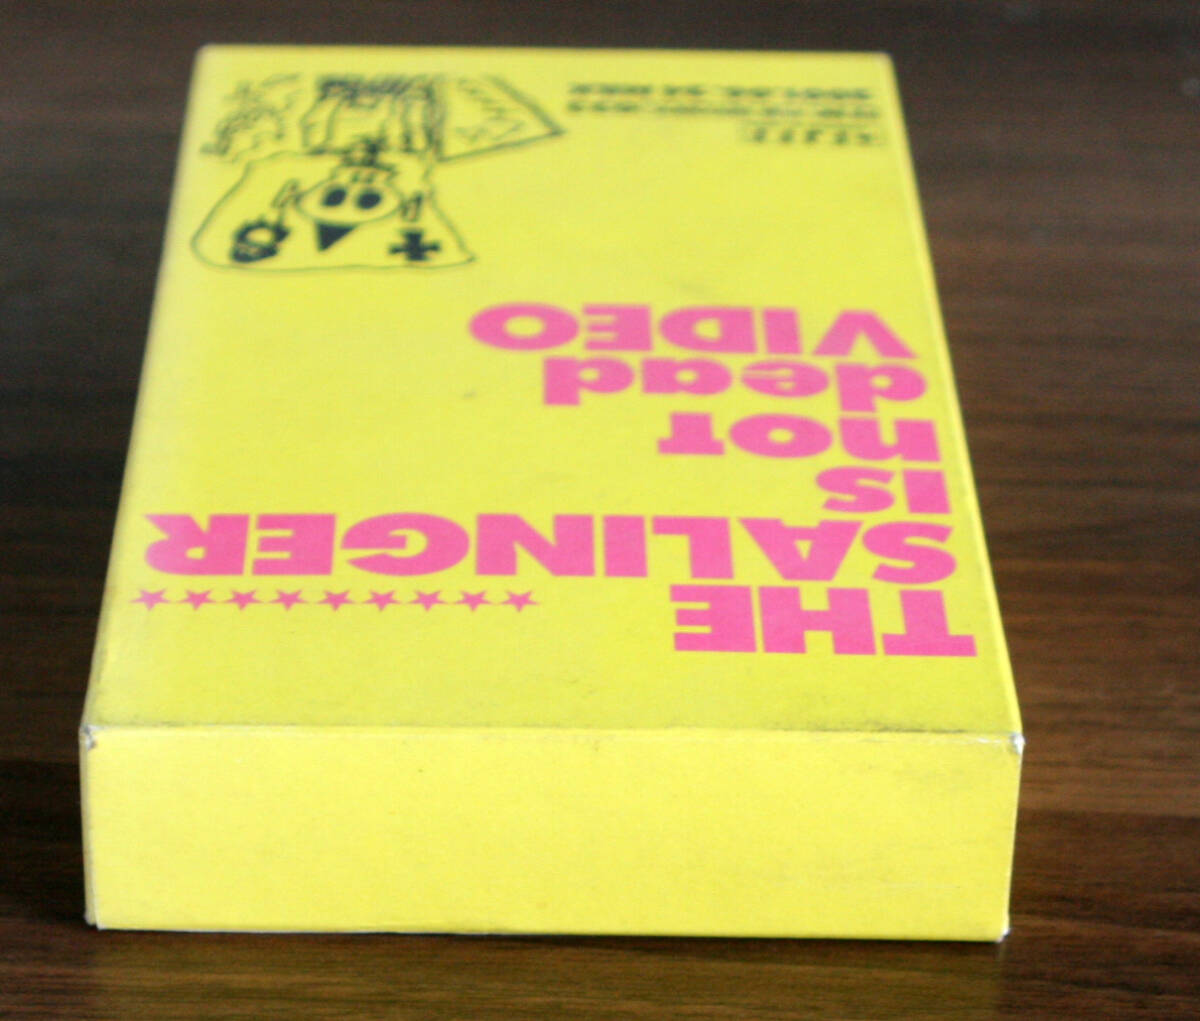 THE
SALINGER
is
not
dead
VIDEO